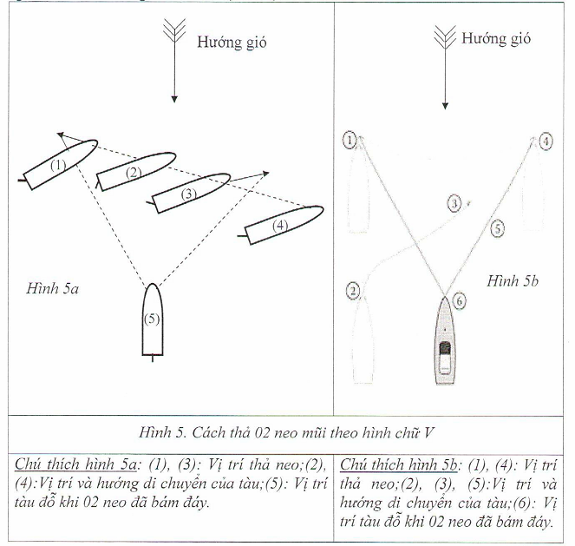 Hướng gió
Hướng gió
(1)
(2)
(3)
(4)
(5)
Hình 5a
1
4
3
5
2
6
Hình 5b
Hình 5. Cách thả 02 neo mũi theo hình chữ V
Chú thích hình 5a: (1), (3): Vị trí thả neo;(2),
(4):Vị trí và hướng di chuyển của tàu;(5): Vị trí
tàu đỗ khi 02 neo đã bám đáy.
Chú thích hình 5b: (1), (4): Vị trí
thả neo;(2), (3), (5):Vị trí và
hướng di chuyển của tàu;(6): Vị
trí tàu đỗ khi 02 neo đã bám đáy.